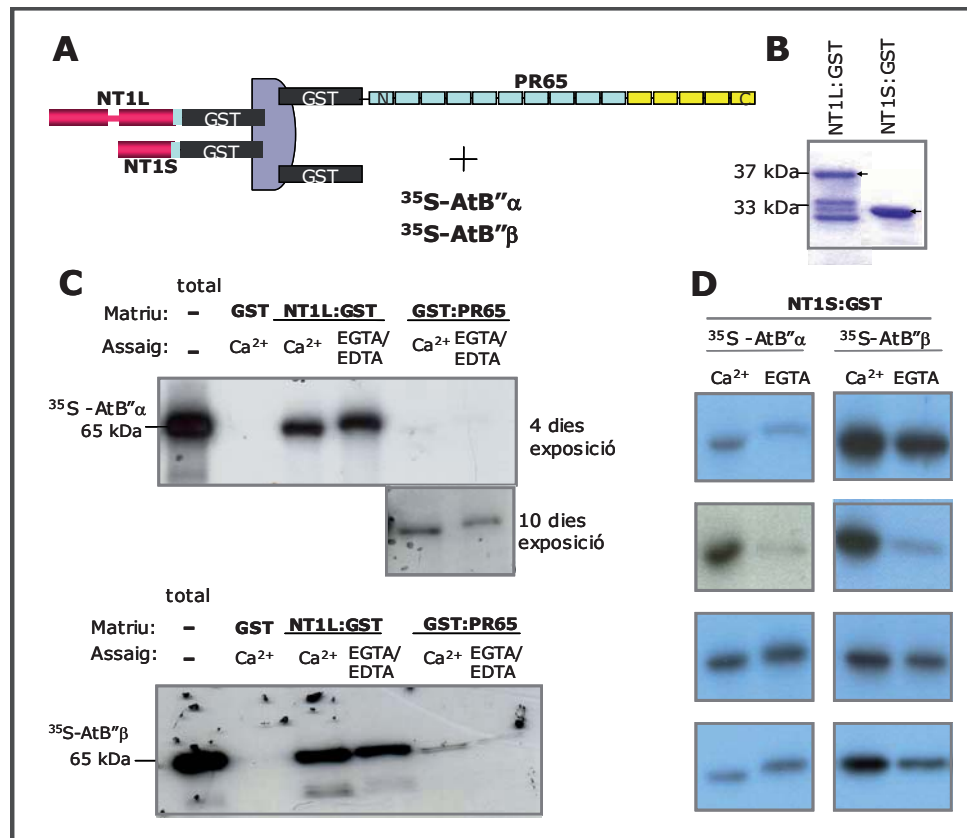 A
NT1L
GST
NT1S
GST
GST
N
PR65
C
GST
+
³⁵S-AtB”α
³⁵S-AtB”β
B
NT1L:GST
NT1S:GST
37 kDa
33 kDa
C
total
Matriu: – GST NT1L:GST GST:PR65
Assaig: – Ca²⁺ Ca²⁺ EGTA/ Ca²⁺ EGTA/
EDTA EDTA
³⁵S -AtB”α
65 kDa
4 dies
exposició
10 dies
exposició
total
Matriu: – GST NT1L:GST GST:PR65
Assaig: – Ca²⁺ Ca²⁺ EGTA/ Ca²⁺ EGTA/
EDTA EDTA
³⁵S-AtB”β
65 kDa
D
NT1S:GST
³⁵S -AtB”α ³⁵S-AtB”β
Ca²⁺ EGTA Ca²⁺ EGTA